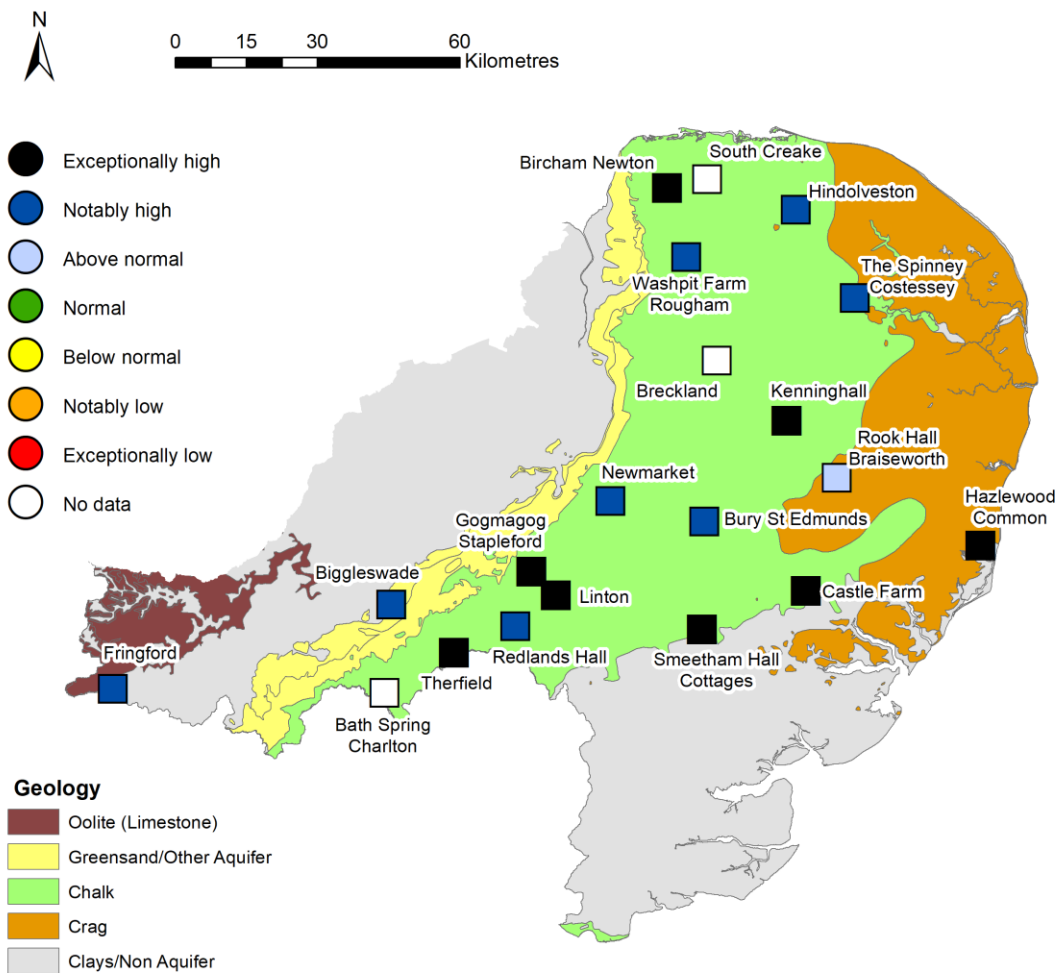 N
0 15 30 60
Kilometres
Exceptionally high
Notably high
Above normal
Normal
Below normal
Notably low
Exceptionally low
No data
South Creake
Bircham Newton
Hindolveston
Washpit Farm
Rougham
The Spinney
Costessey
Breckland
Kenninghall
Rook Hall
Braiseworth
Newmarket
Hazlewood
Common
Bury St Edmunds
Gogmagog
Stapleford
Biggleswade
Linton
Castle Farm
Fringford
Redlands Hall
Smeetham Hall
Cottages
Therfield
Bath Spring
Charlton
Geology
Oolite (Limestone)
Greensand/Other Aquifer
Chalk
Crag
Clays/Non Aquifer